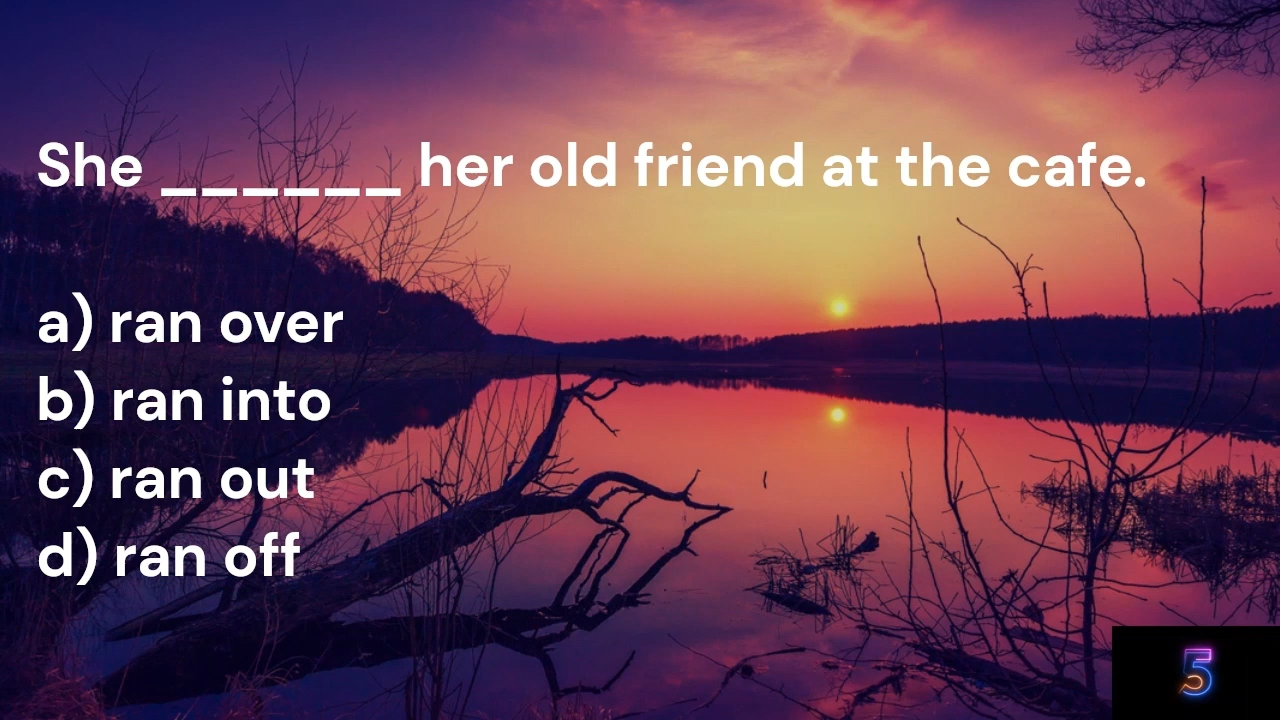 She ______ her old friend at the cafe.
a) ran over
b) ran into
c) ran out
d) ran off
5